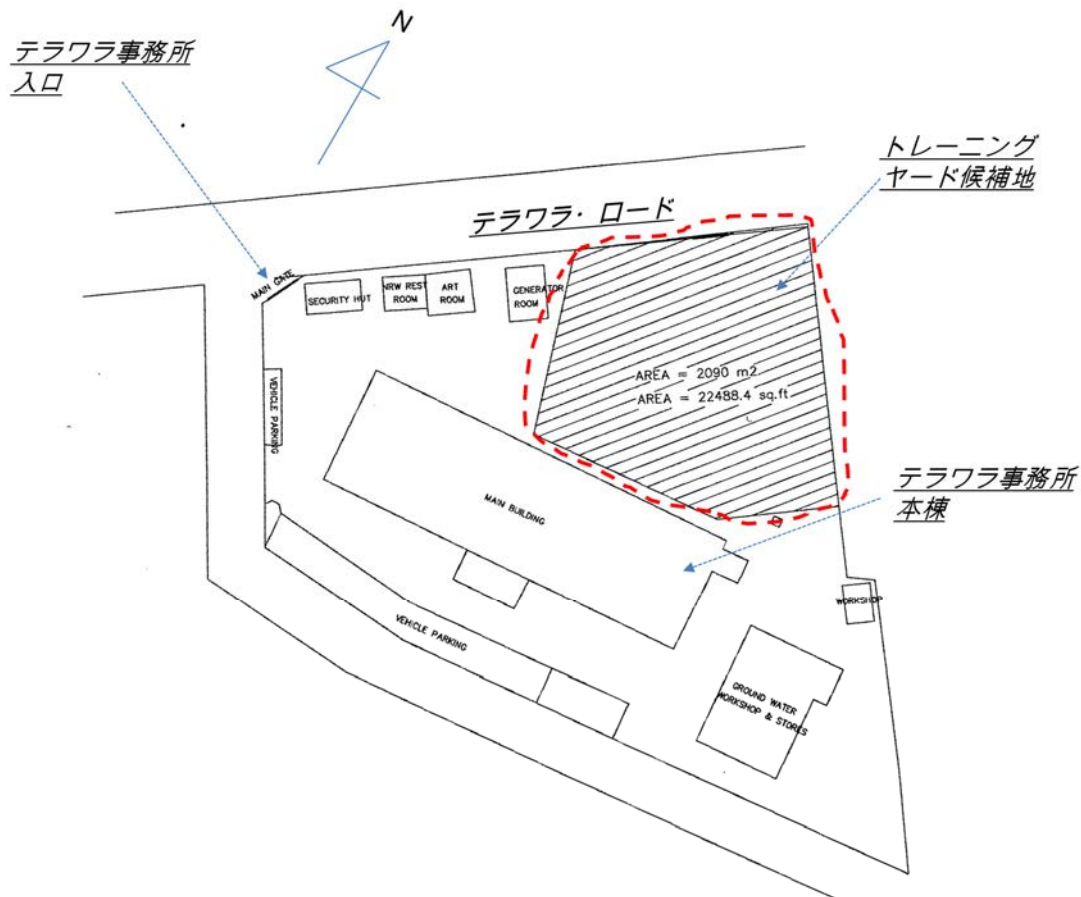 N
テラワラ事務所
入口
トレーニング
ヤード候補地
テラワラ・ロード
MAIN GATE
SECURITY HUT
NRW REST
ROOM
ART
ROOM
GENERATOR
ROOM
AREA = 2090 m2
AREA = 22488.4 sq.ft
VEHICLE PARKING
テラワラ事務所
本棟
MAIN BUILDING
WORKSHOP
VEHICLE PARKING
GROUND WATER
WORKSHOP & STORES